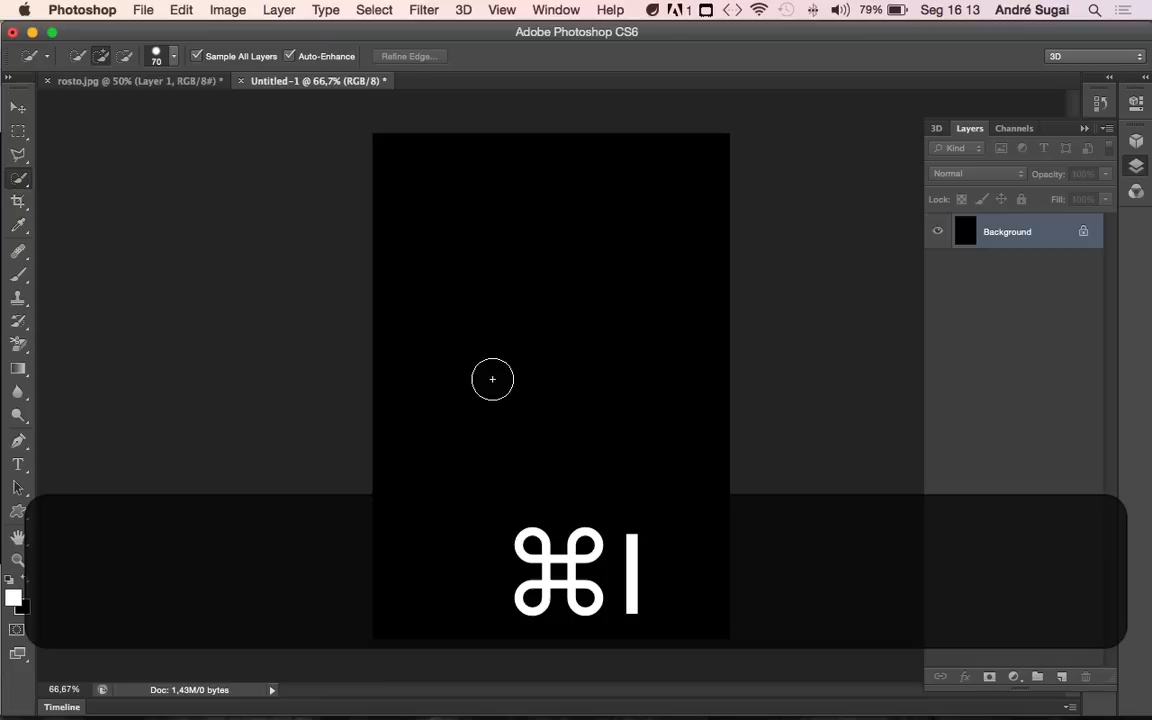 Photoshop File Edit Image Layer Type Select Filter 3D View Window Help 1 79% Seg 16 13 André Sugai
Adobe Photoshop CS6
70 Sample All Layers Auto-Enhance Refine Edge... 3D
× rosto.jpg @ 50% (Layer 1, RGB/8#) * × Untitled-1 @ 66,7% (RGB/8) *
3D Layers Channels
Kind
Normal Opacity: 100%
Lock: Fill: 100%
Background
⌘I
66,67% Doc: 1,43M/0 bytes
Timeline